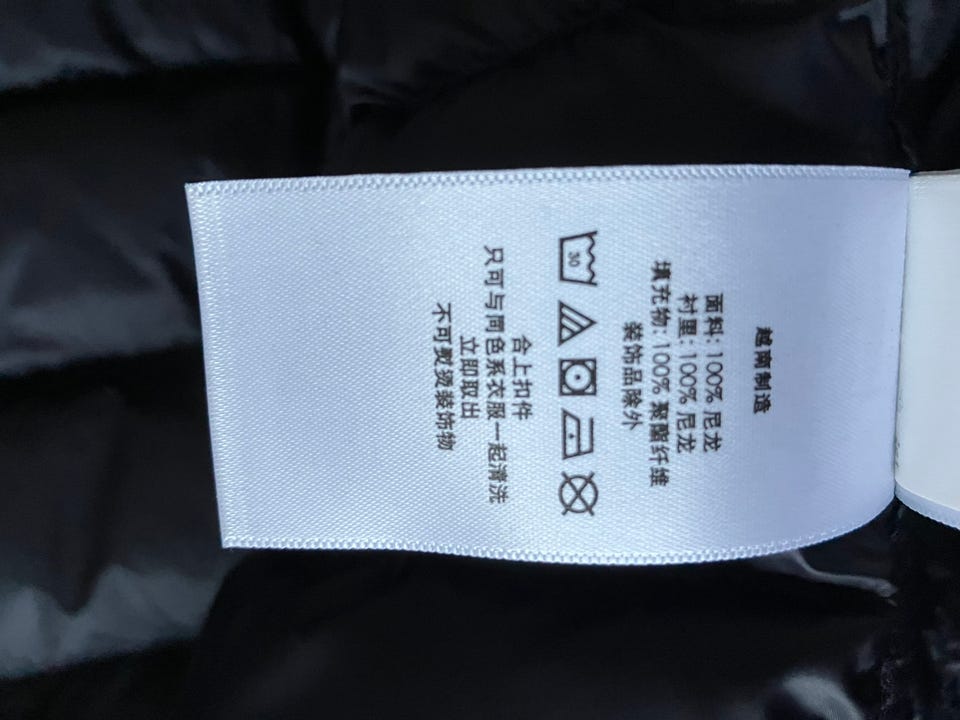 越南制造
面料: 100% 尼龙
衬里: 100% 尼龙
填充物: 100% 聚酯纤维
装饰品除外
30
合上扣件
只可与同色系衣服一起清洗
立即取出
不可熨烫装饰物